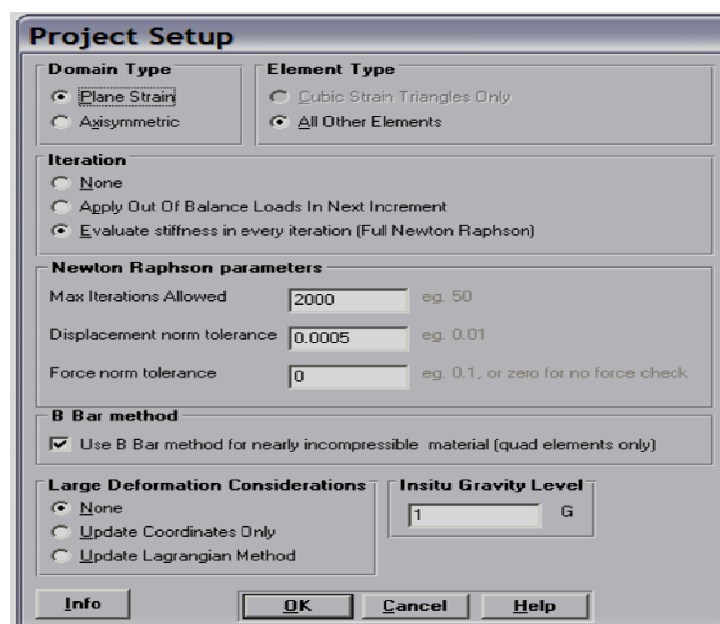 Project Setup
Domain Type
Plane Strain
Axisymmetric
Element Type
Cubic Strain Triangles Only
All Other Elements
Iteration
None
Apply Out Of Balance Loads In Next Increment
Evaluate stiffness in every iteration (Full Newton Raphson)
Newton Raphson parameters
Max Iterations Allowed 2000 eg. 50
Displacement norm tolerance 0.0005 eg. 0.01
Force norm tolerance 0 eg. 0.1, or zero for no force check
B Bar method
Use B Bar method for nearly incompressible material (quad elements only)
Large Deformation Considerations
None
Update Coordinates Only
Update Lagrangian Method
Insitu Gravity Level
1 G
Info OK Cancel Help